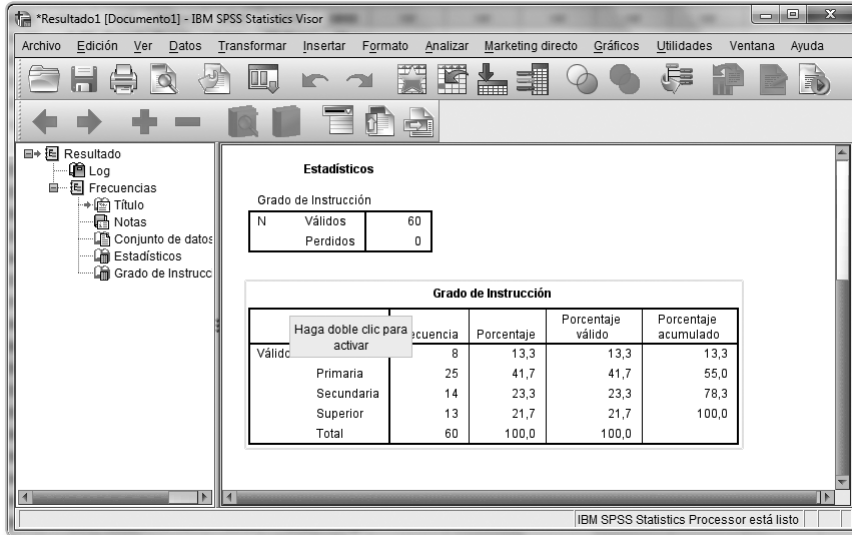 *Resultado1 [Documento1] - IBM SPSS Statistics Visor
Archivo Edición Ver Datos Transformar Insertar Formato Analizar Marketing directo Gráficos Utilidades Ventana Ayuda
Resultado
Log
Frecuencias
Título
Notas
Conjunto de datos
Estadísticos
Grado de Instrucc
Estadísticos
Grado de Instrucción
N Válidos 60
Perdidos 0
Grado de Instrucción
Haga doble clic para
activar
ecuencia Porcentaje Porcentaje válido Porcentaje acumulado
Válido 8 13,3 13,3 13,3
Primaria 25 41,7 41,7 55,0
Secundaria 14 23,3 23,3 78,3
Superior 13 21,7 21,7 100,0
Total 60 100,0 100,0
IBM SPSS Statistics Processor está listo